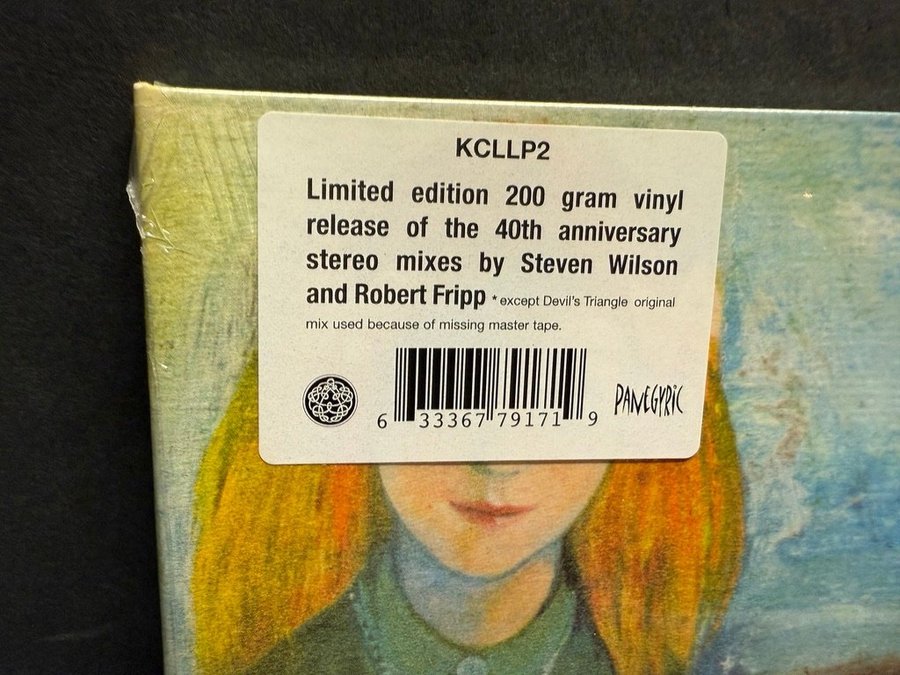 KCLLP2
Limited edition 200 gram vinyl
release of the 40th anniversary
stereo mixes by Steven Wilson
and Robert Fripp *except Devil's Triangle original
mix used because of missing master tape.
6 33367 79171 9
PANEGYRIC